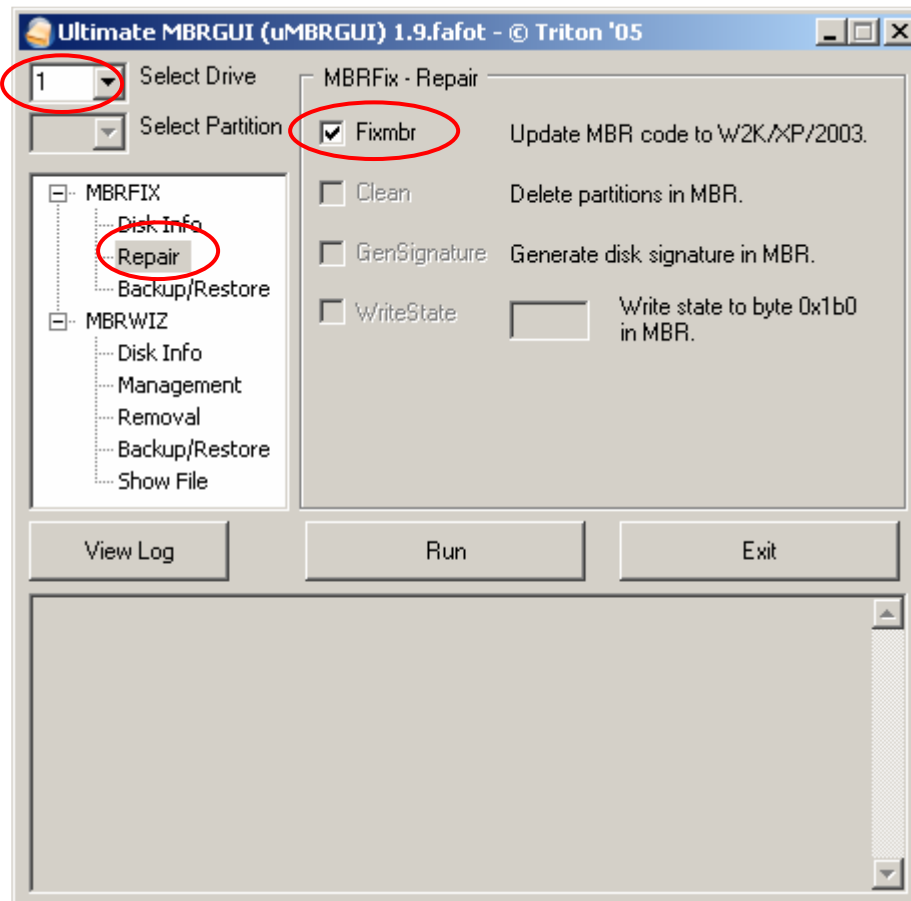 Ultimate MBRGUI (uMBRGUI) 1.9.fafot - © Triton '05
1 Select Drive
Select Partition
MBRFIX
Disk Info
Repair
Backup/Restore
MBRWIZ
Disk Info
Management
Removal
Backup/Restore
Show File
MBRFix - Repair
Fixmbr Update MBR code to W2K/XP/2003.
Clean Delete partitions in MBR.
GenSignature Generate disk signature in MBR.
WriteState Write state to byte 0x1b0
in MBR.
View Log Run Exit